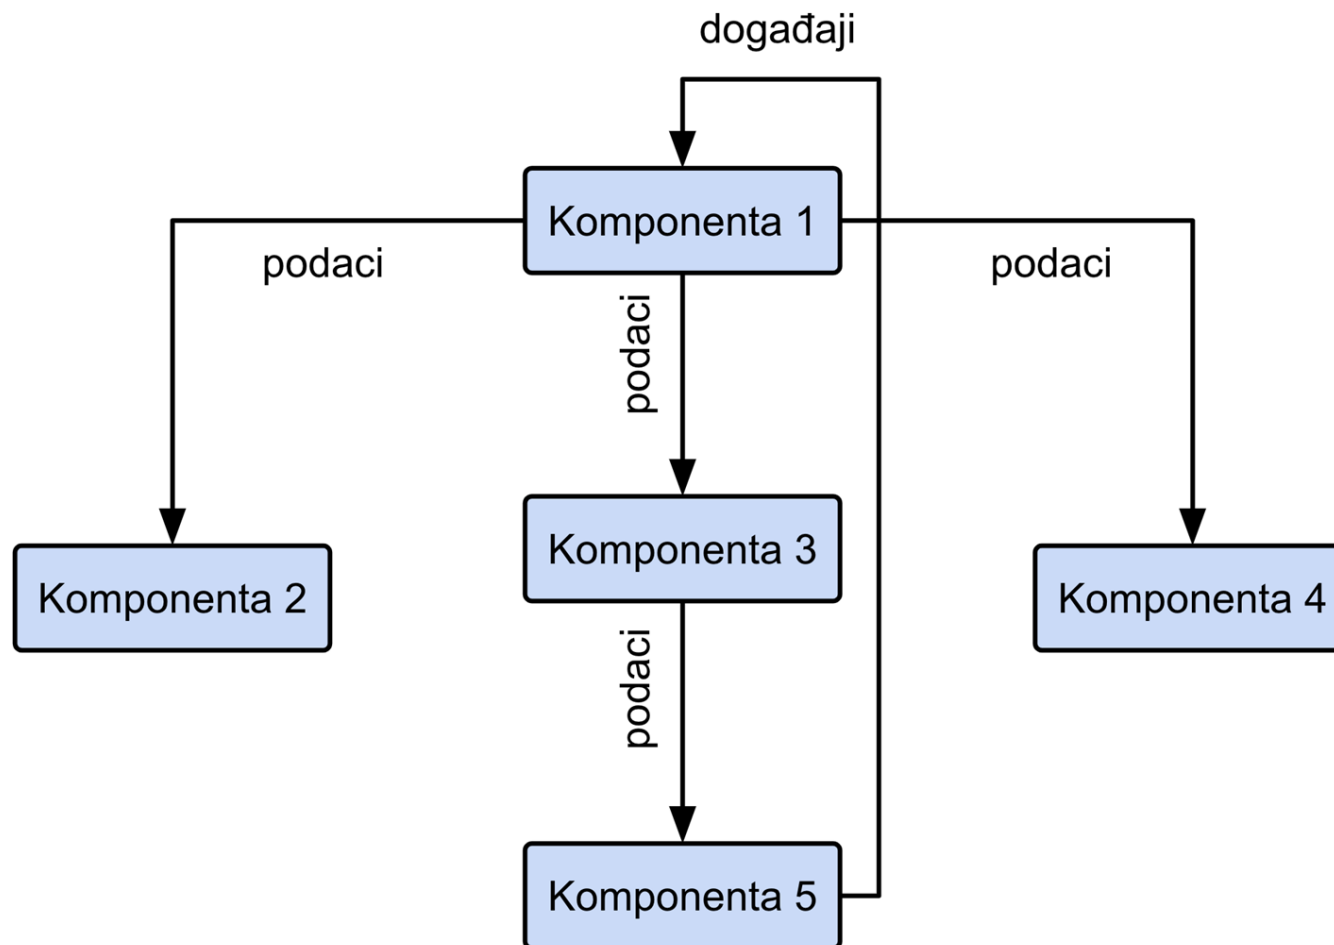 događaji
Komponenta 1
podaci
podaci
podaci
Komponenta 3
Komponenta 2
Komponenta 4
podaci
Komponenta 5